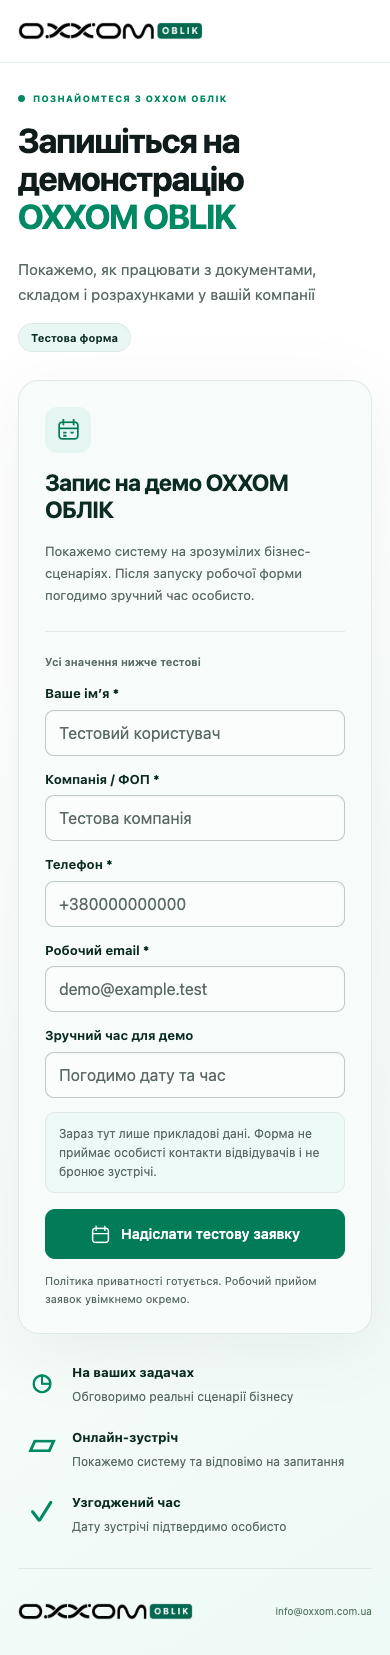 OXXOM OBLIK
ПОЗНАЙОМТЕСЯ З OXXOM ОБЛІК
Запишіться на
демонстрацію
OXXOM OBLIK
Покажемо, як працювати з документами,
складом і розрахунками у вашій компанії
Тестова форма
Запис на демо OXXOM
ОБЛІК
Покажемо систему на зрозумілих бізнес-
сценаріях. Після запуску робочої форми
погодимо зручний час особисто.
Усі значення нижче тестові
Ваше ім’я *
Тестовий користувач
Компанія / ФОП *
Тестова компанія
Телефон *
+380000000000
Робочий email *
demo@example.test
Зручний час для демо
Погодимо дату та час
Зараз тут лише прикладові дані. Форма не
приймає особисті контакти відвідувачів і не
бронює зустрічі.
Надіслати тестову заявку
Політика приватності готується. Робочий прийом
заявок увімкнемо окремо.
На ваших задачах
Обговоримо реальні сценарії бізнесу
Онлайн-зустріч
Покажемо систему та відповімо на запитання
Узгоджений час
Дату зустрічі підтвердимо особисто
OXXOM OBLIK
info@oxxom.com.ua